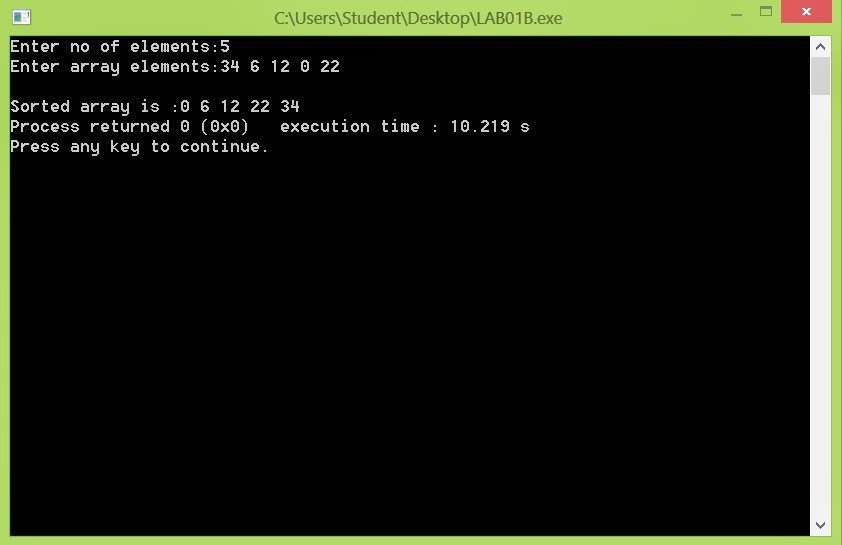 C:\Users\Student\Desktop\LAB01B.exe
Enter no of elements:5
Enter array elements:34 6 12 0 22
Sorted array is :0 6 12 22 34
Process returned 0 (0x0)   execution time : 10.219 s
Press any key to continue.